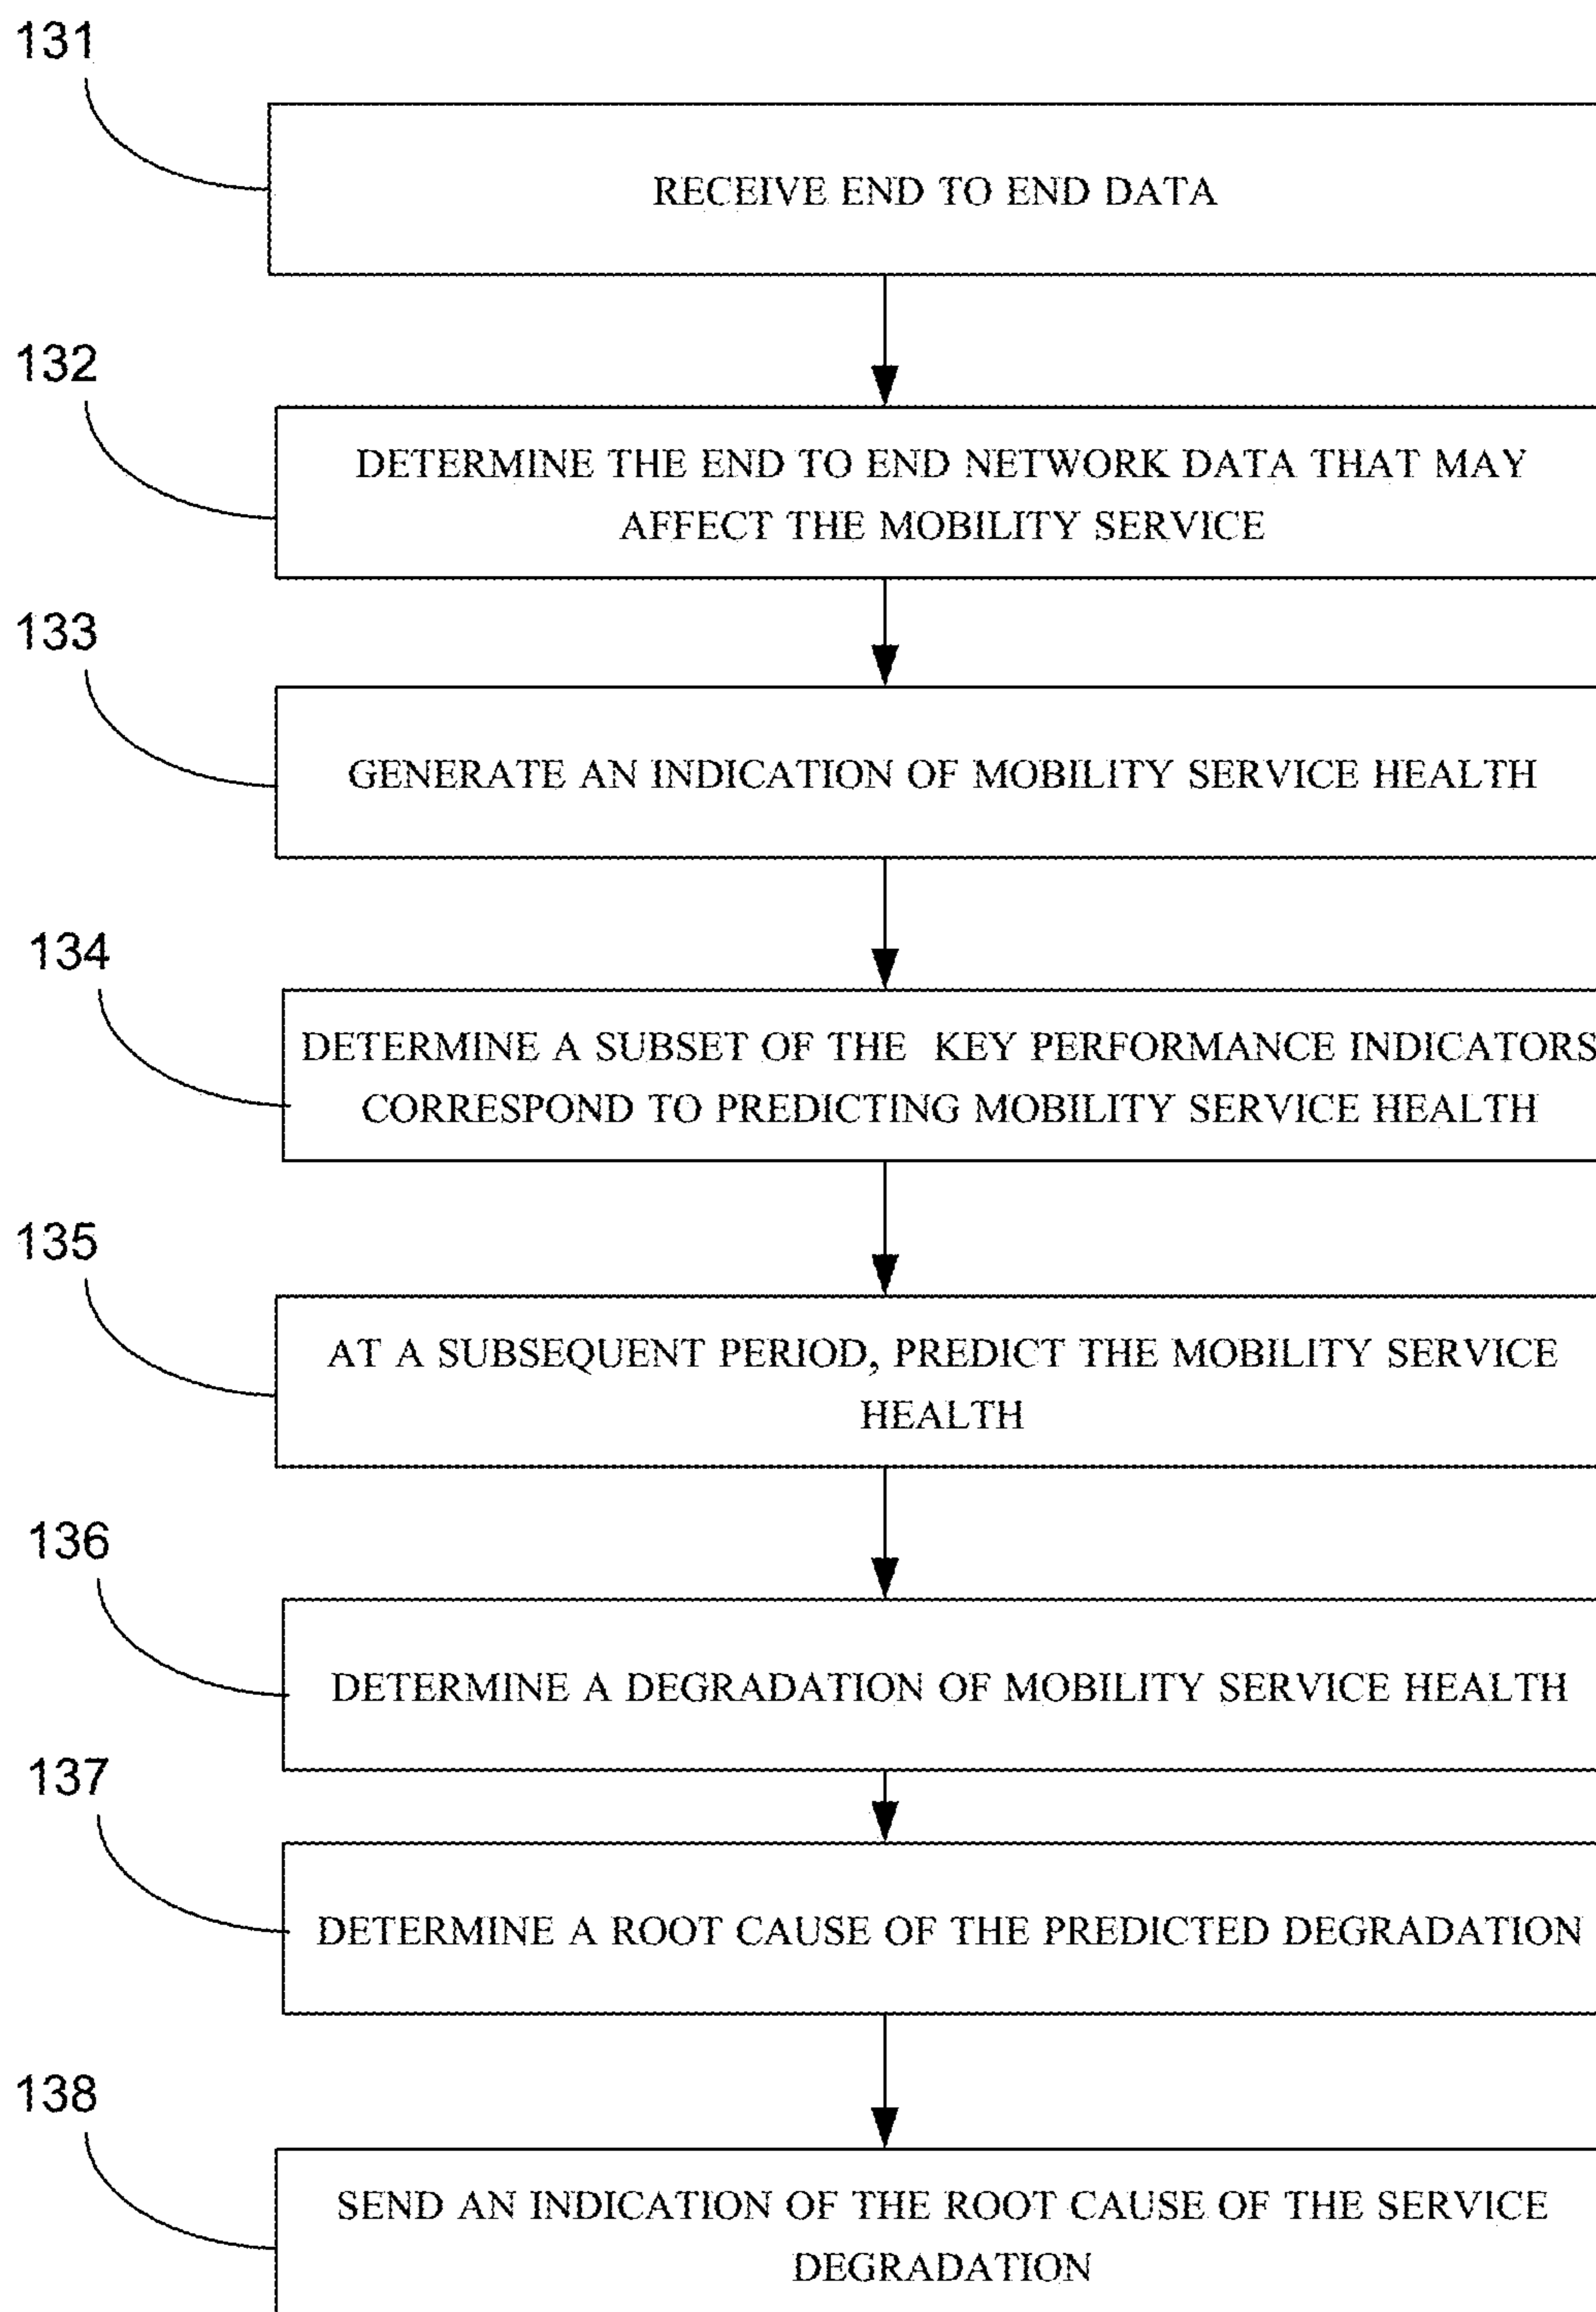 131
RECEIVE END TO END DATA
132
DETERMINE THE END TO END NETWORK DATA THAT MAY
AFFECT THE MOBILITY SERVICE
133
GENERATE AN INDICATION OF MOBILITY SERVICE HEALTH
134
DETERMINE A SUBSET OF THE KEY PERFORMANCE INDICATORS
CORRESPOND TO PREDICTING MOBILITY SERVICE HEALTH
135
AT A SUBSEQUENT PERIOD, PREDICT THE MOBILITY SERVICE
HEALTH
136
DETERMINE A DEGRADATION OF MOBILITY SERVICE HEALTH
137
DETERMINE A ROOT CAUSE OF THE PREDICTED DEGRADATION
138
SEND AN INDICATION OF THE ROOT CAUSE OF THE SERVICE
DEGRADATION